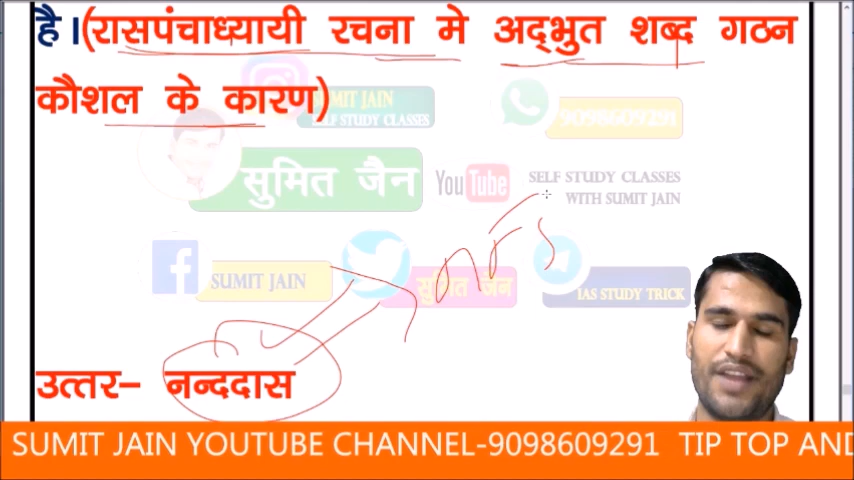 है। (रासपंचाध्यायी रचना मे अद्भुत शब्द गठन
कौशल के कारण)
SUMIT JAIN
SELF STUDY CLASSES
9098609291
सुमित जैन
YouTube
SELF STUDY CLASSES
WITH SUMIT JAIN
SUMIT JAIN
सुमित जैन
IAS STUDY TRICK
उत्तर– नन्ददास
SUMIT JAIN YOUTUBE CHANNEL-9098609291 TIP TOP AND